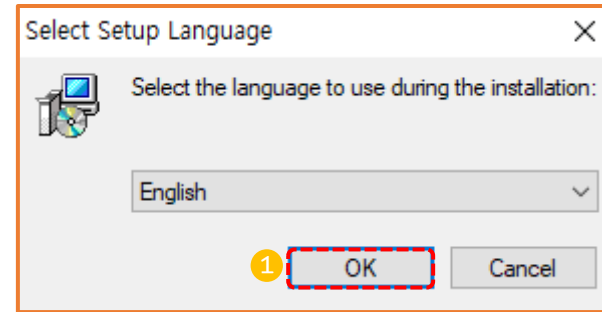 Select Setup Language
Select the language to use during the installation:
English
1 OK Cancel